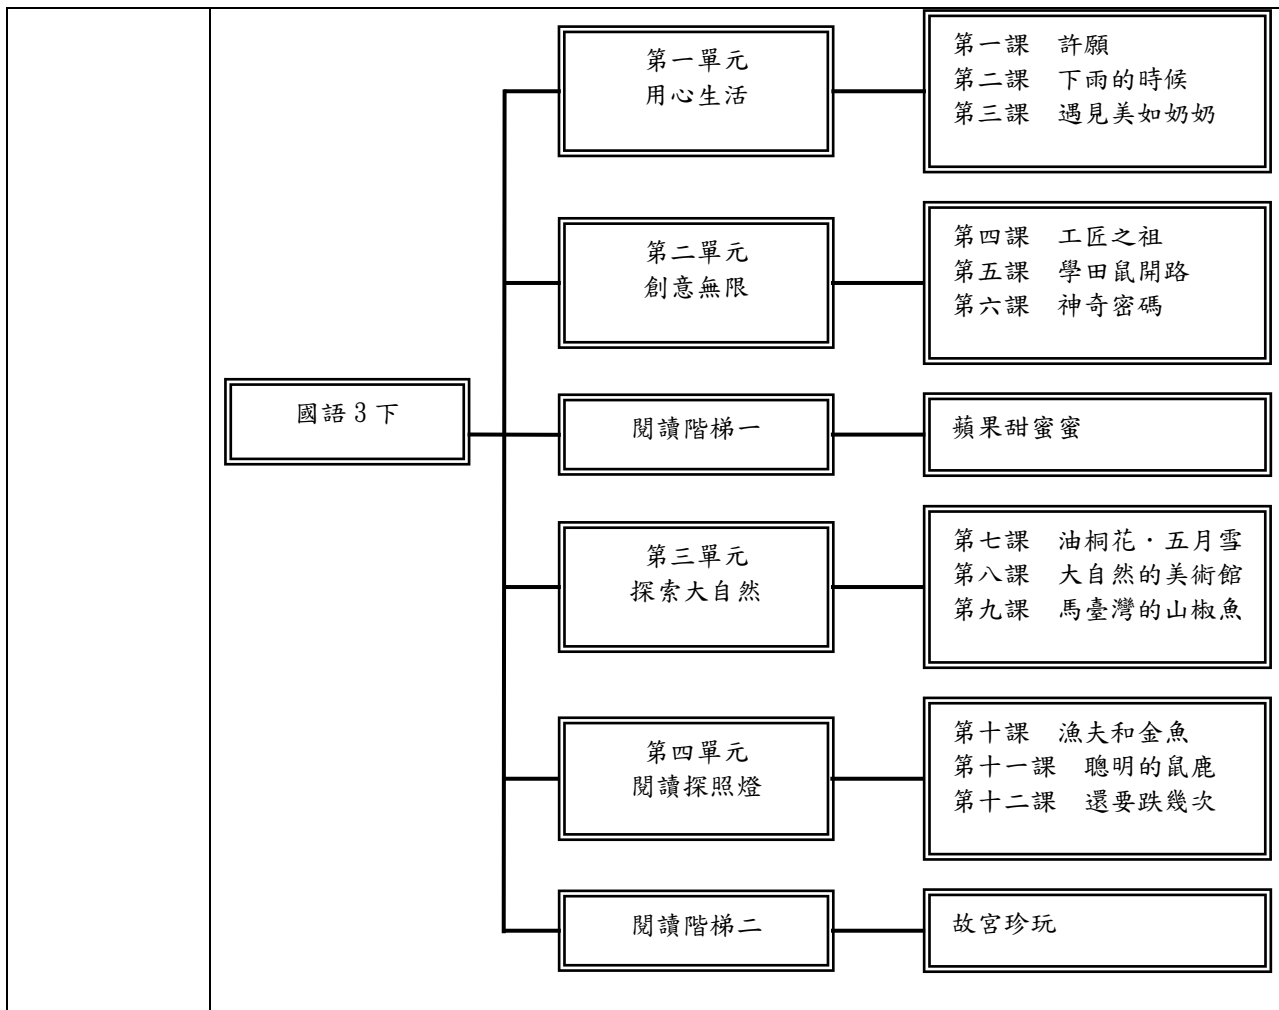 國語3下
第一單元
用心生活
第一課　許願
第二課　下雨的時候
第三課　遇見美如奶奶
第二單元
創意無限
第四課　工匠之祖
第五課　學田鼠開路
第六課　神奇密碼
閱讀階梯一
蘋果甜蜜蜜
第三單元
探索大自然
第七課　油桐花・五月雪
第八課　大自然的美術館
第九課　馬臺灣的山椒魚
第四單元
閱讀探照燈
第十課　漁夫和金魚
第十一課　聰明的鼠鹿
第十二課　還要跌幾次
閱讀階梯二
故宮珍玩